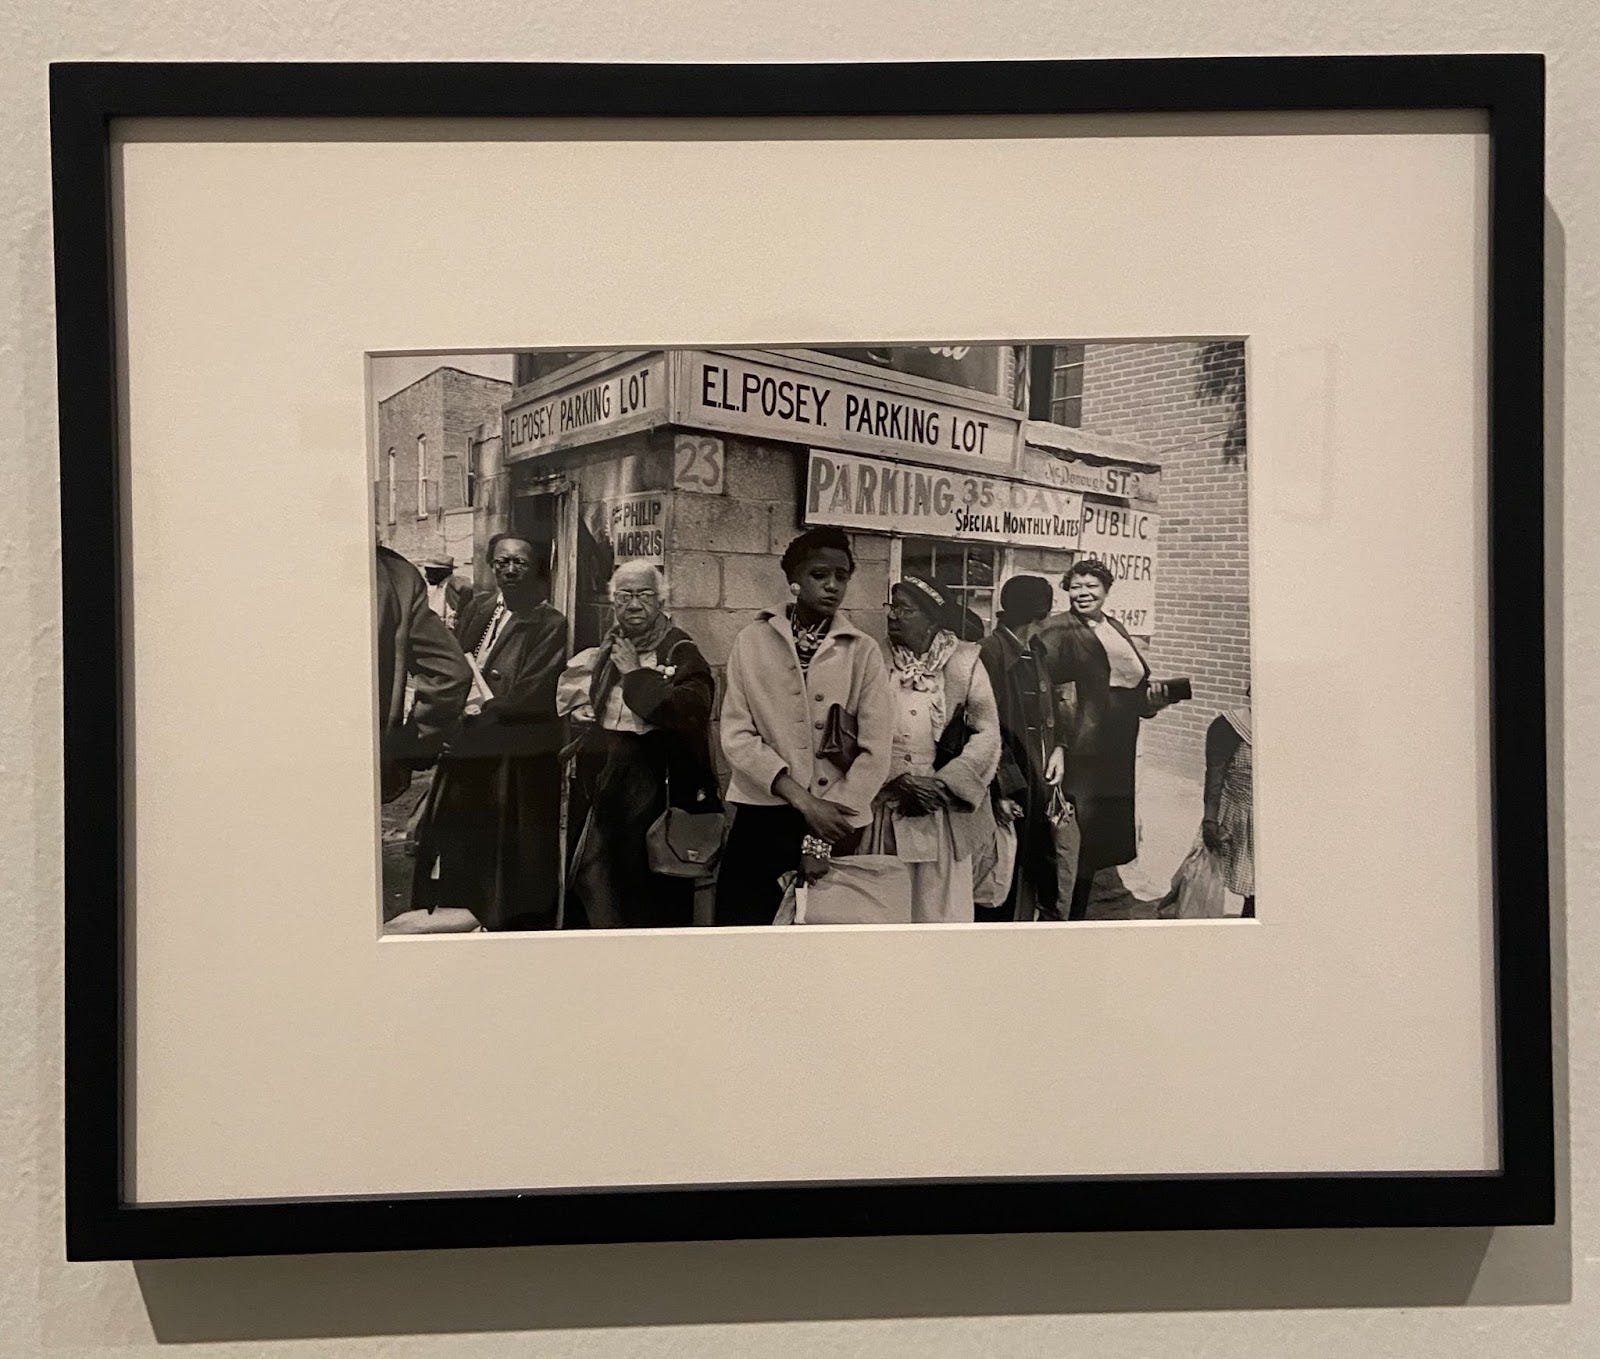 E.L.POSEY. PARKING LOT
E.L.POSEY. PARKING LOT
23
PARKING. 35 DAY
SPECIAL MONTHLY RATES
McDonough ST.
PHILIP
MORRIS
PUBLIC
TRANSFER
3497